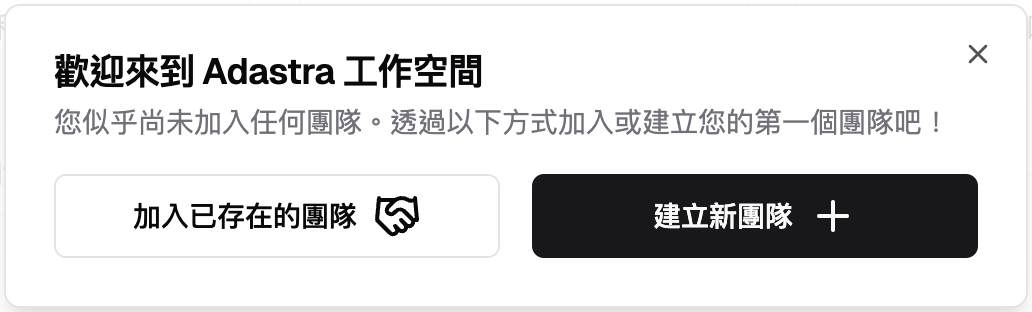 歡迎來到 Adastra 工作空間
您似乎尚未加入任何團隊。透過以下方式加入或建立您的第一個團隊吧！
加入已存在的團隊
建立新團隊